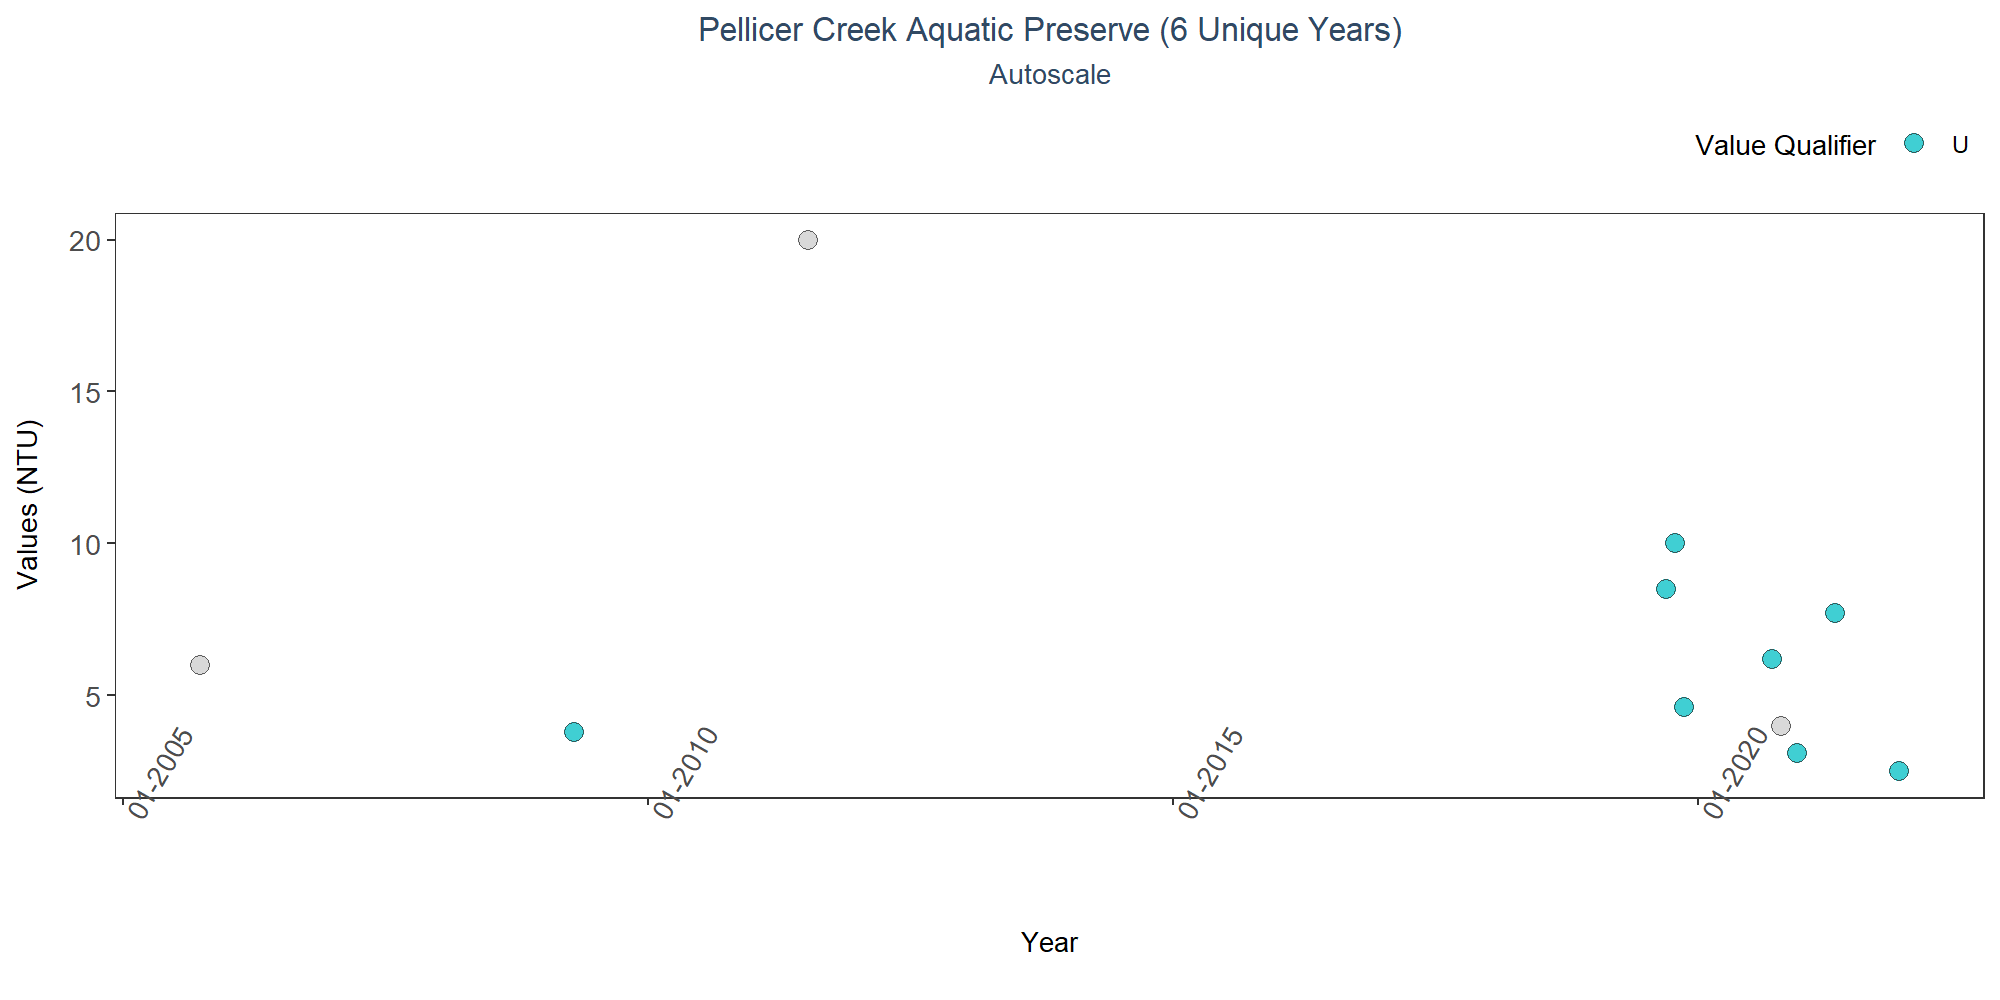 Pellicer Creek Aquatic Preserve (6 Unique Years)
Autoscale
Value Qualifier U
20
15
10
5
Values (NTU)
01-2005
01-2010
01-2015
01-2020
Year